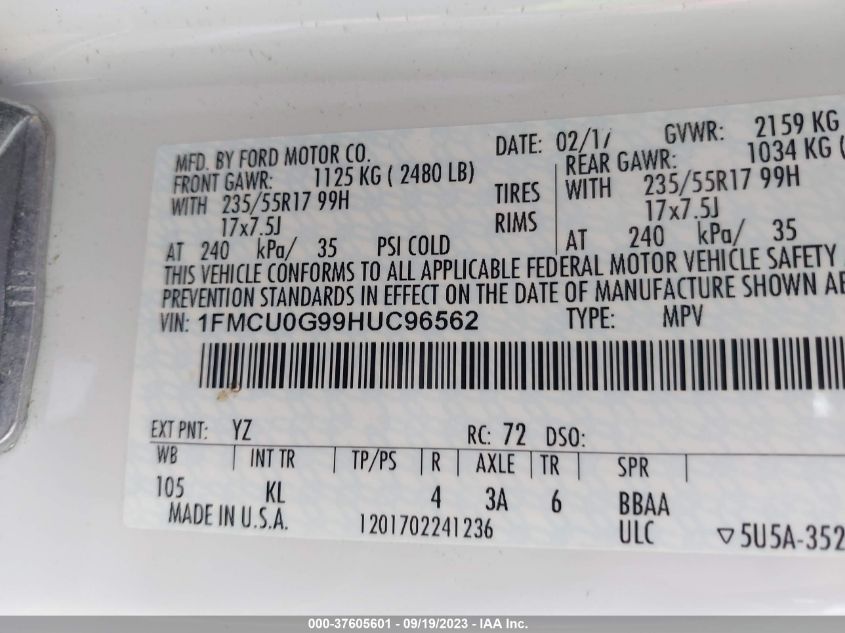 MFD. BY FORD MOTOR CO.
DATE: 02/17 GVWR: 2159 KG
FRONT GAWR: 1125 KG ( 2480 LB)
REAR GAWR: 1034 KG (
WITH 235/55R17 99H TIRES WITH 235/55R17 99H
17x7.5J RIMS 17x7.5J
AT 240 kPa/ 35 PSI COLD AT 240 kPa/ 35
THIS VEHICLE CONFORMS TO ALL APPLICABLE FEDERAL MOTOR VEHICLE SAFETY
PREVENTION STANDARDS IN EFFECT ON THE DATE OF MANUFACTURE SHOWN
VIN: 1FMCU0G99HUC96562 TYPE: MPV
EXT PNT: YZ RC: 72 DSO:
WB INT TR TP/PS R AXLE TR SPR
105 KL 4 3A 6 BBAA
MADE IN U.S.A. 1201702241236 ULC ▽5U5A-352
000-37605601 - 09/19/2023 - IAA Inc.